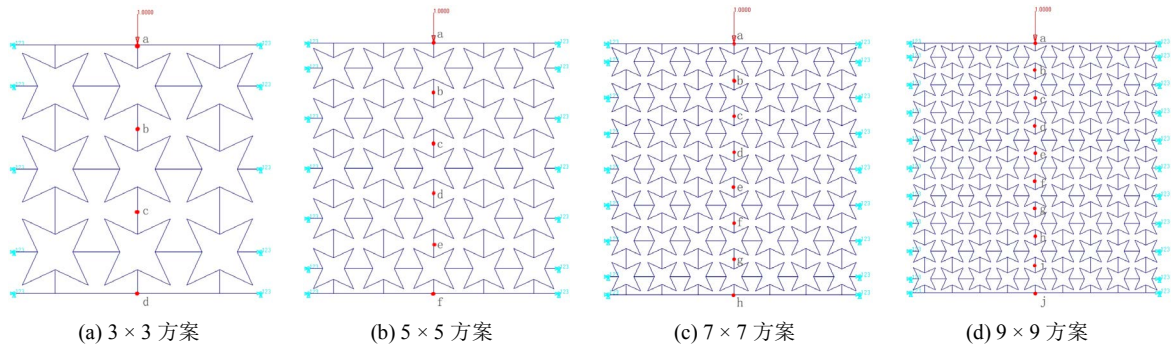 1.0000
a
b
c
d
(a) 3 × 3 方案
1.0000
a
b
c
d
e
f
(b) 5 × 5 方案
1.0000
a
b
c
d
e
f
g
h
(c) 7 × 7 方案
1.0000
a
b
c
d
e
f
g
h
i
j
(d) 9 × 9 方案